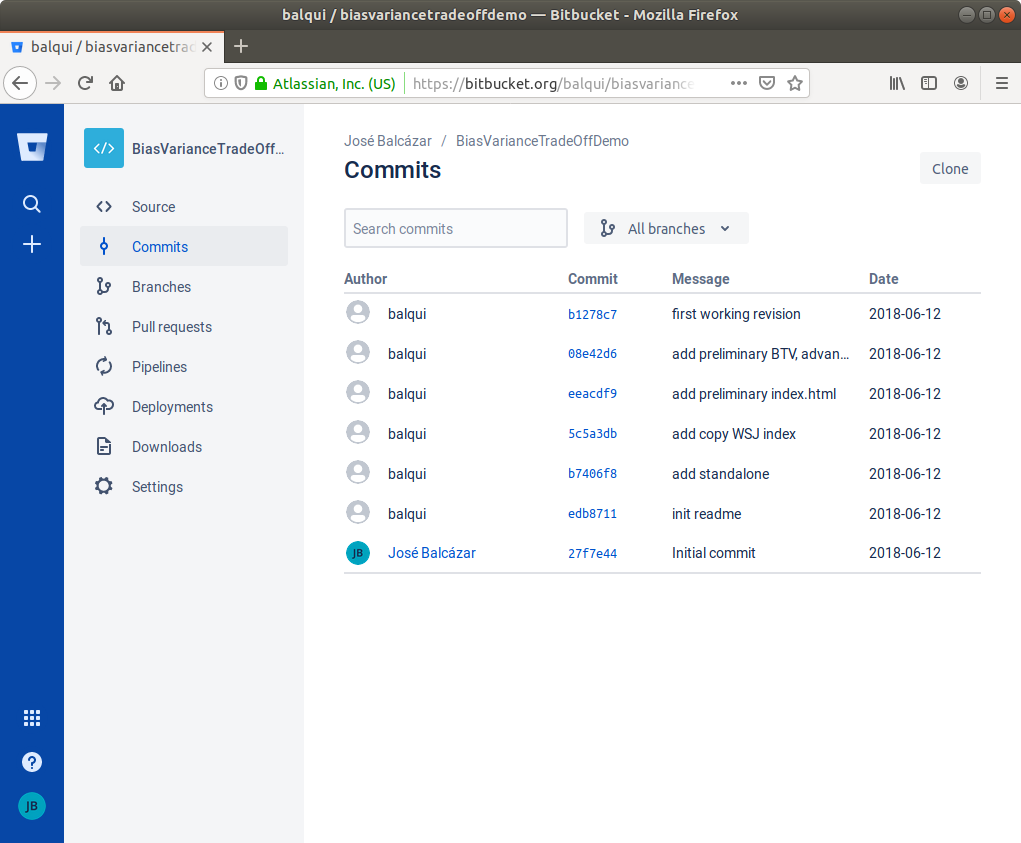 balqui / biasvariancetradeoffdemo — Bitbucket - Mozilla Firefox
balqui / biasvariancetrad
Atlassian, Inc. (US) https://bitbucket.org/balqui/biasvariance
BiasVarianceTradeOff...
Source
Commits
Branches
Pull requests
Pipelines
Deployments
Downloads
Settings
JB
José Balcázar / BiasVarianceTradeOffDemo
Commits
Clone
Search commits
All branches
Author Commit Message Date
balqui b1278c7 first working revision 2018-06-12
balqui 08e42d6 add preliminary BTV, advan... 2018-06-12
balqui eeacdf9 add preliminary index.html 2018-06-12
balqui 5c5a3db add copy WSJ index 2018-06-12
balqui b7406f8 add standalone 2018-06-12
balqui edb8711 init readme 2018-06-12
JB José Balcázar 27f7e44 Initial commit 2018-06-12